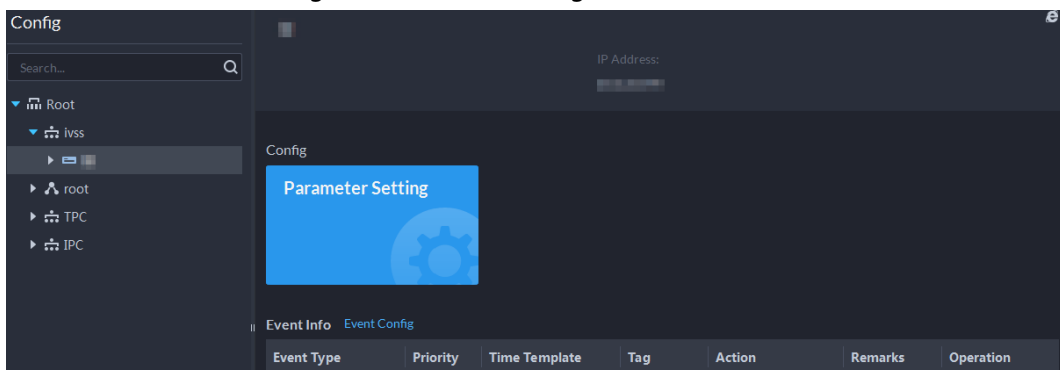 Config
IP Address:
Search...
Root
ivss
root
TPC
IPC
Config
Parameter Setting
Event Info Event Config
Event Type Priority Time Template Tag Action Remarks Operation